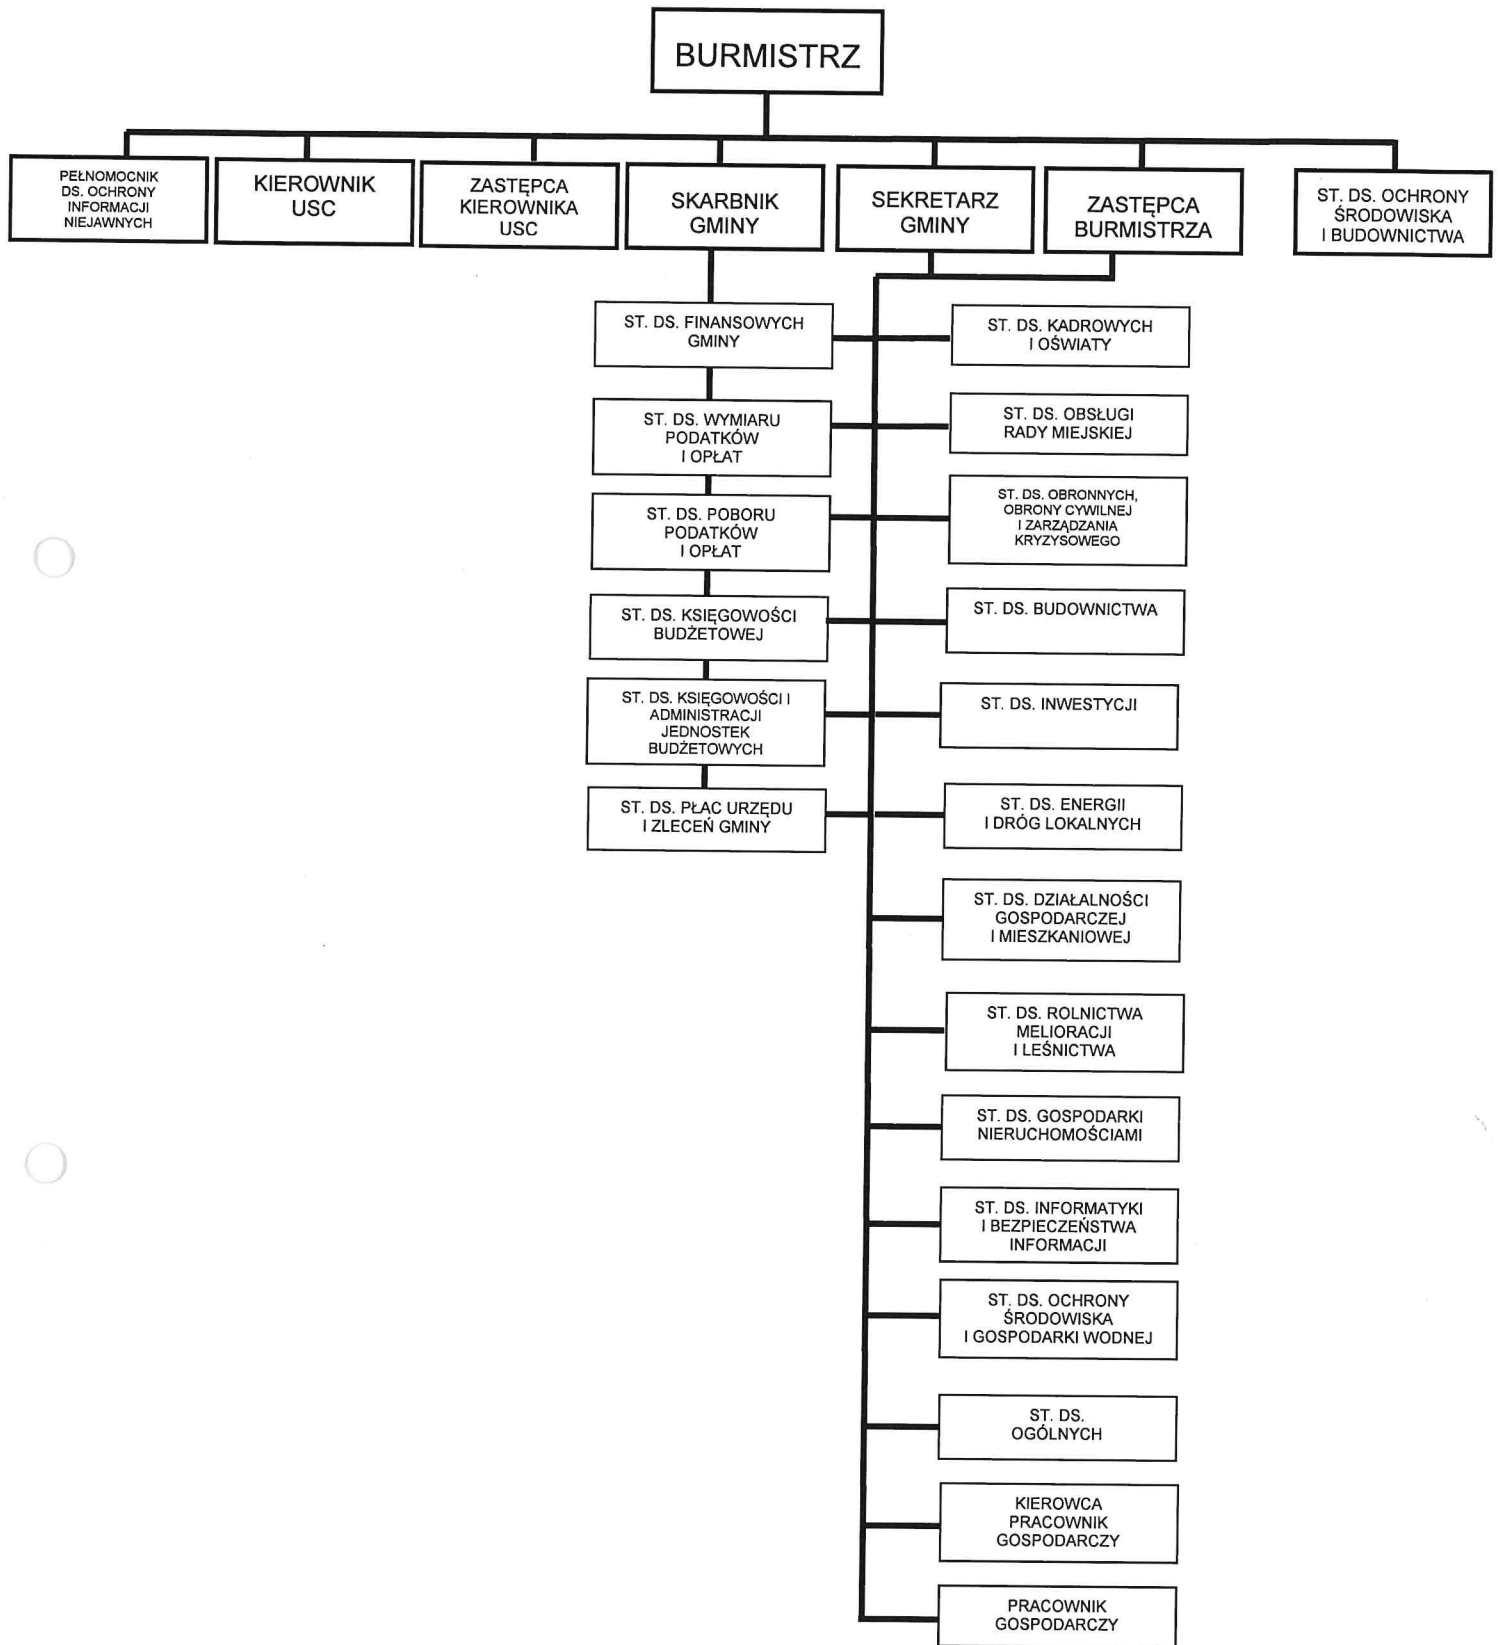 BURMISTRZ
PEŁNOMOCNIK
DS. OCHRONY
INFORMACJI
NIEJAWNYCH
KIEROWNIK
USC
ZASTĘPCA
KIEROWNIKA
USC
SKARBNIK
GMINY
SEKRETARZ
GMINY
ZASTĘPCA
BURMISTRZA
ST. DS. OCHRONY
ŚRODOWISKA
I BUDOWNICTWA
ST. DS. FINANSOWYCH
GMINY
ST. DS. WYMIARU
PODATKÓW
I OPŁAT
ST. DS. POBORU
PODATKÓW
I OPŁAT
ST. DS. KSIĘGOWOŚCI
BUDŻETOWEJ
ST. DS. KSIĘGOWOŚCI I
ADMINISTRACJI
JEDNOSTEK
BUDŻETOWYCH
ST. DS. PŁAC URZĘDU
I ZLECEŃ GMINY
ST. DS. KADROWYCH
I OŚWIATY
ST. DS. OBSŁUGI
RADY MIEJSKIEJ
ST. DS. OBRONNYCH,
OBRONY CYWILNEJ
I ZARZĄDZANIA
KRYZYSOWEGO
ST. DS. BUDOWNICTWA
ST. DS. INWESTYCJI
ST. DS. ENERGII
I DRÓG LOKALNYCH
ST. DS. DZIAŁALNOŚCI
GOSPODARCZEJ
I MIESZKANIOWEJ
ST. DS. ROLNICTWA
MELIORACJI
I LEŚNICTWA
ST. DS. GOSPODARKI
NIERUCHOMOŚCIAMI
ST. DS. INFORMATYKI
I BEZPIECZEŃSTWA
INFORMACJI
ST. DS. OCHRONY
ŚRODOWISKA
I GOSPODARKI WODNEJ
ST. DS.
OGÓLNYCH
KIEROWCA
PRACOWNIK
GOSPODARCZY
PRACOWNIK
GOSPODARCZY